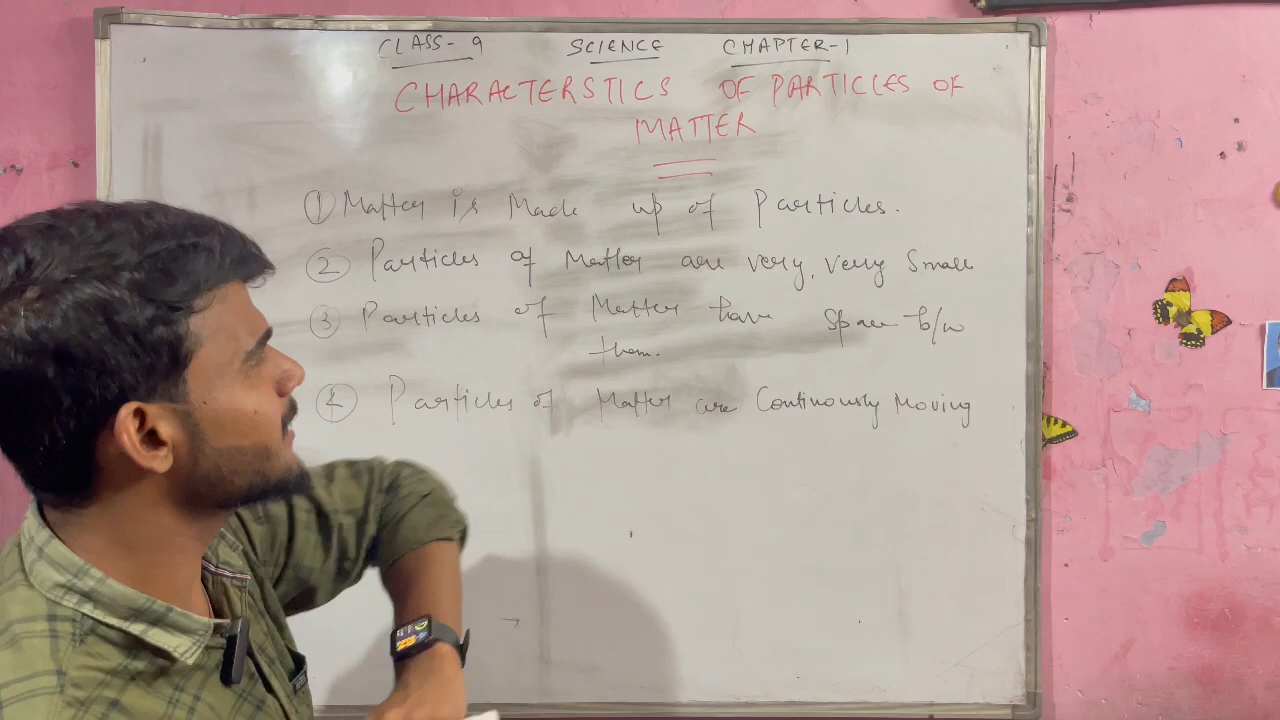 CLASS-9 SCIENCE CHAPTER-1
CHARACTERSTICS OF PARTICLES OF
MATTER
① Matter is Made up of Particles.
② Particles of Matter are very, very Small
③ Particles of Matter have Space b/w
them.
④ Particles of Matter are Continously Moving